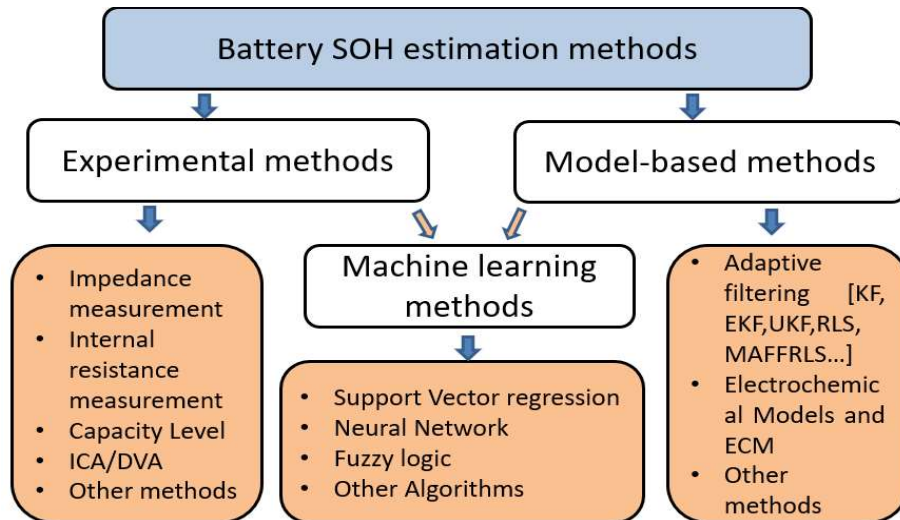 Battery SOH estimation methods
Experimental methods
Model-based methods
Machine learning
methods
• Impedance
measurement
• Internal
resistance
measurement
• Capacity Level
• ICA/DVA
• Other methods
• Support Vector regression
• Neural Network
• Fuzzy logic
• Other Algorithms
• Adaptive
filtering [KF,
EKF,UKF,RLS,
MAFFRLS...]
• Electrochemic
al Models and
ECM
• Other
methods